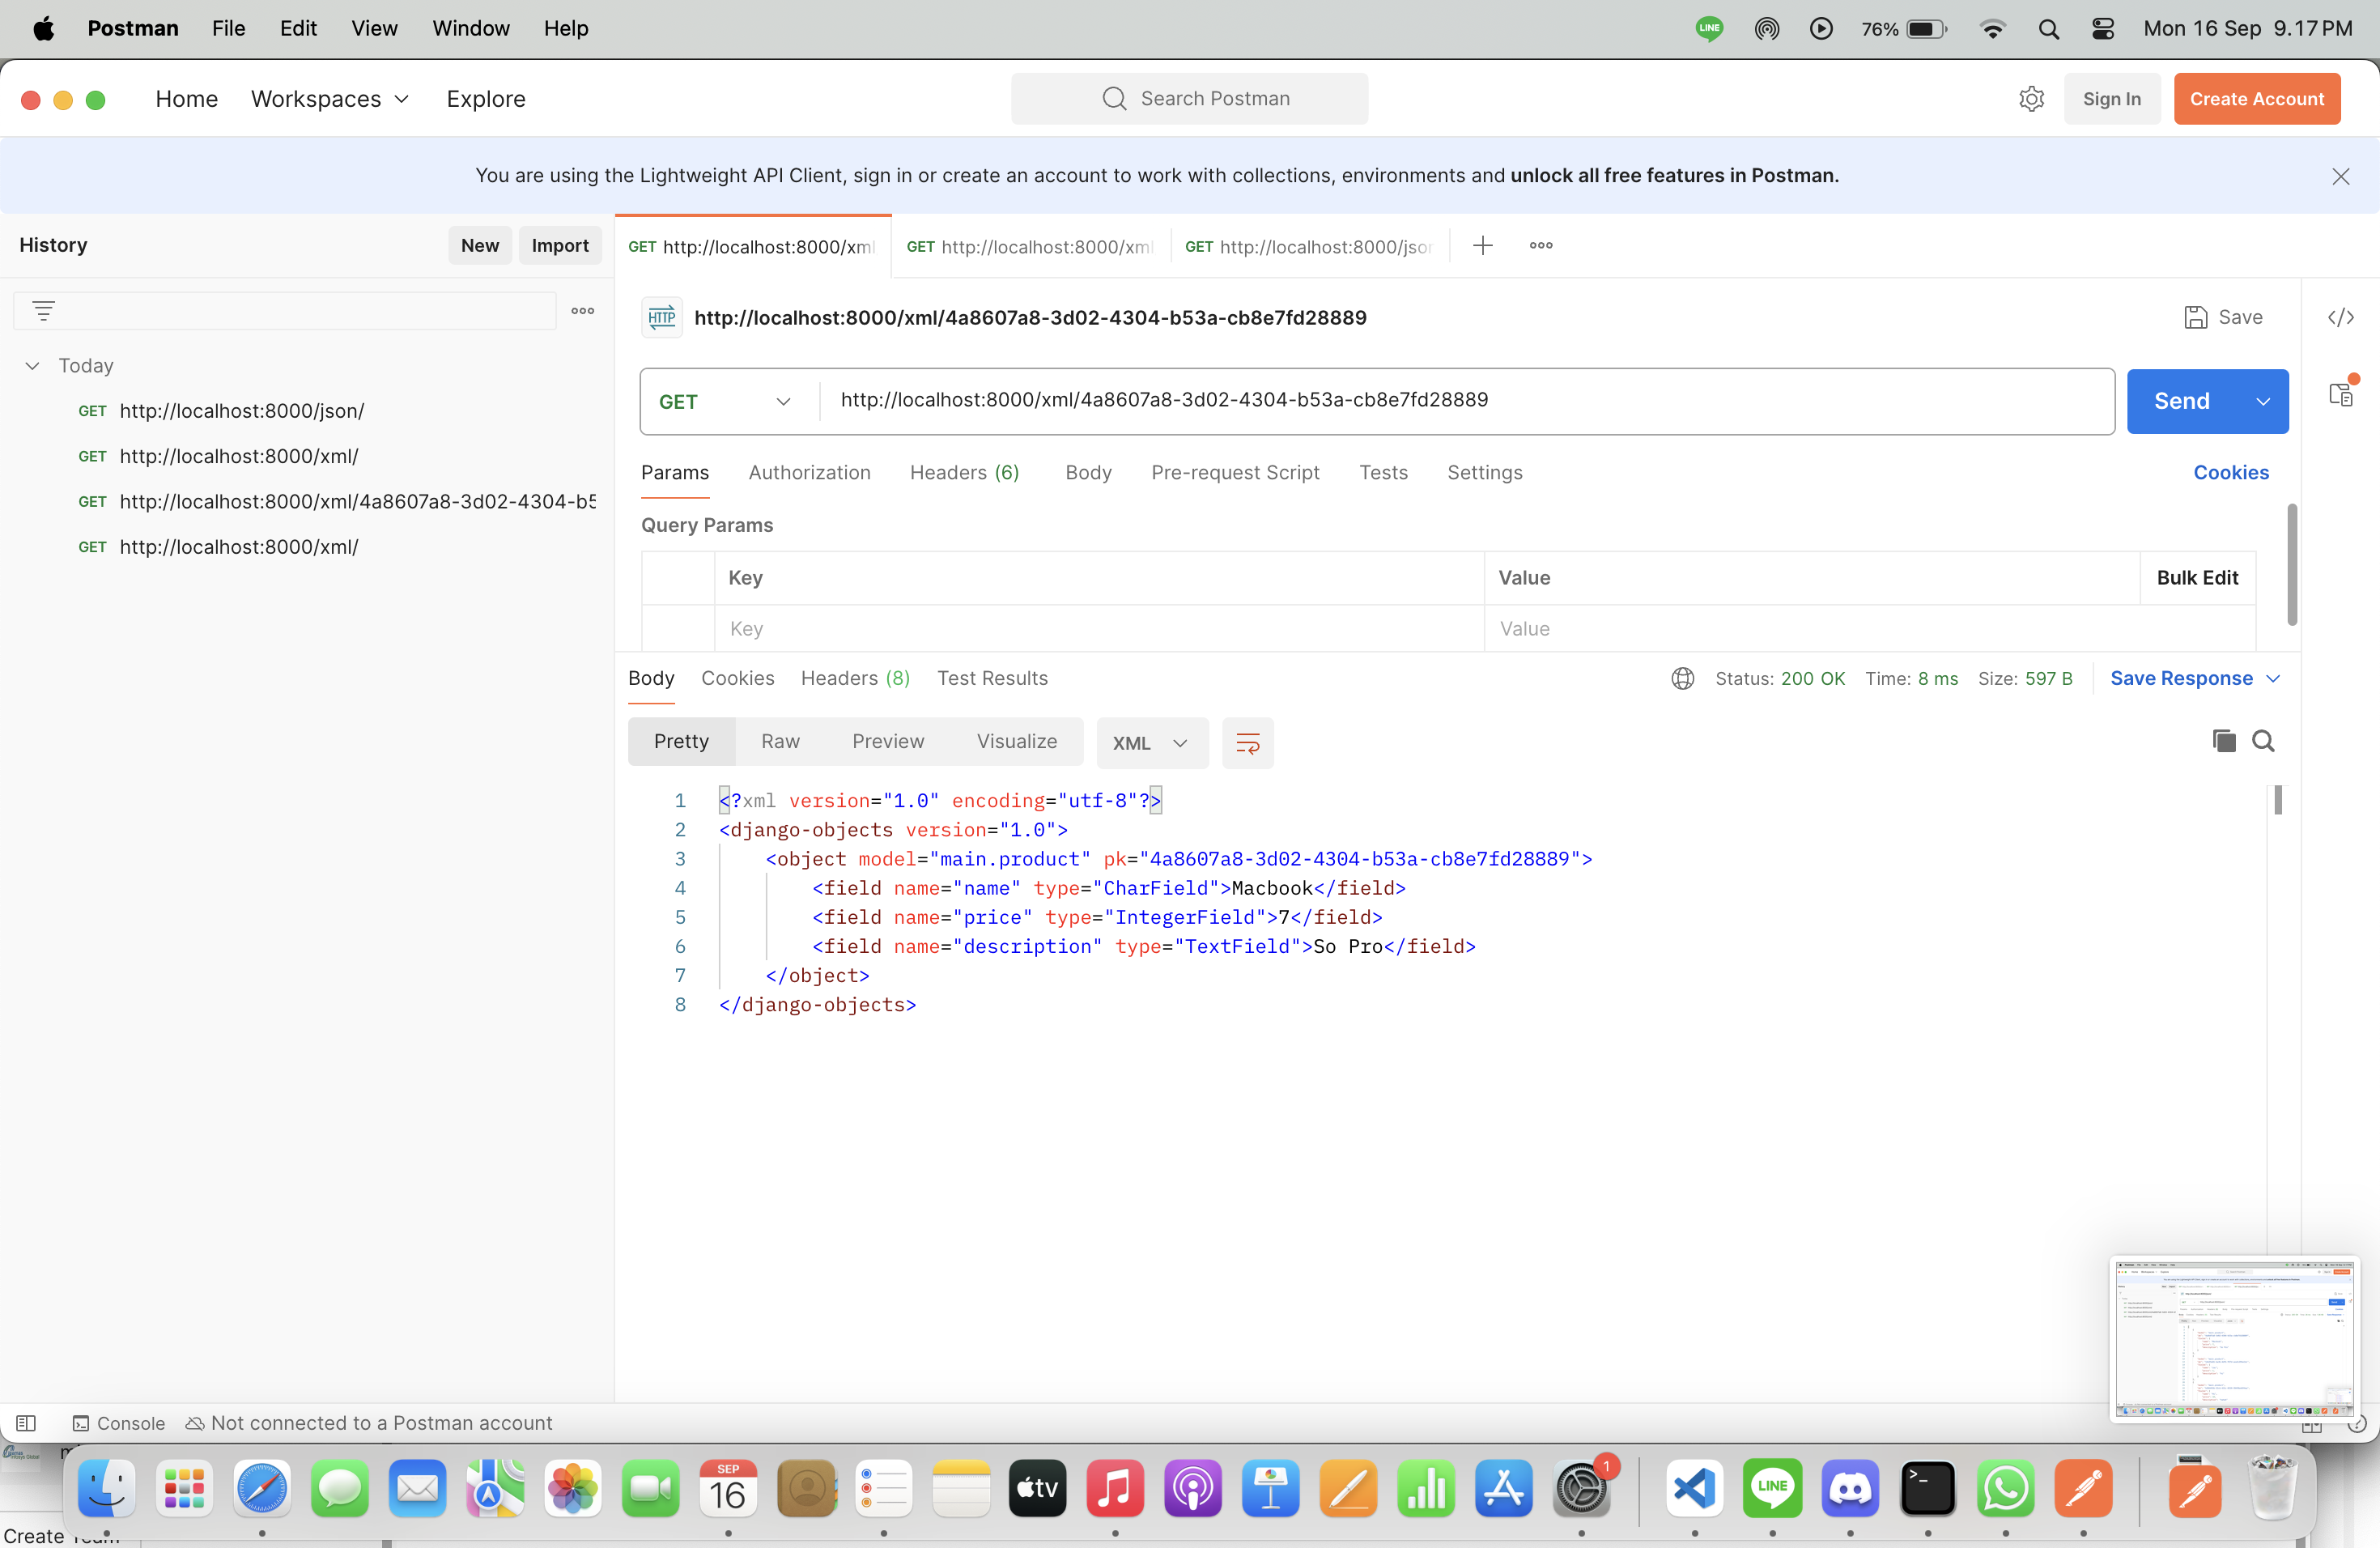 Postman File Edit View Window Help LINE 76% Mon 16 Sep 9.17 PM
Home Workspaces Explore Search Postman Sign In Create Account
You are using the Lightweight API Client, sign in or create an account to work with collections, environments and unlock all free features in Postman.
History New Import
GET http://localhost:8000/xml GET http://localhost:8000/xml GET http://localhost:8000/jso
HTTP http://localhost:8000/xml/4a8607a8-3d02-4304-b53a-cb8e7fd28889 Save
Today
GET http://localhost:8000/json/
GET http://localhost:8000/xml/
GET http://localhost:8000/xml/4a8607a8-3d02-4304-b5
GET http://localhost:8000/xml/
GET http://localhost:8000/xml/4a8607a8-3d02-4304-b53a-cb8e7fd28889 Send
Params Authorization Headers (6) Body Pre-request Script Tests Settings Cookies
Query Params
Key Value Bulk Edit
Key Value
Body Cookies Headers (8) Test Results Status: 200 OK Time: 8 ms Size: 597 B Save Response
Pretty Raw Preview Visualize XML
1 <?xml version="1.0" encoding="utf-8"?>
2 <django-objects version="1.0">
3 <object model="main.product" pk="4a8607a8-3d02-4304-b53a-cb8e7fd28889">
4 <field name="name" type="CharField">Macbook</field>
5 <field name="price" type="IntegerField">7</field>
6 <field name="description" type="TextField">So Pro</field>
7 </object>
8 </django-objects>
Console Not connected to a Postman account
SEP
16
tv
1
LINE
Create Team